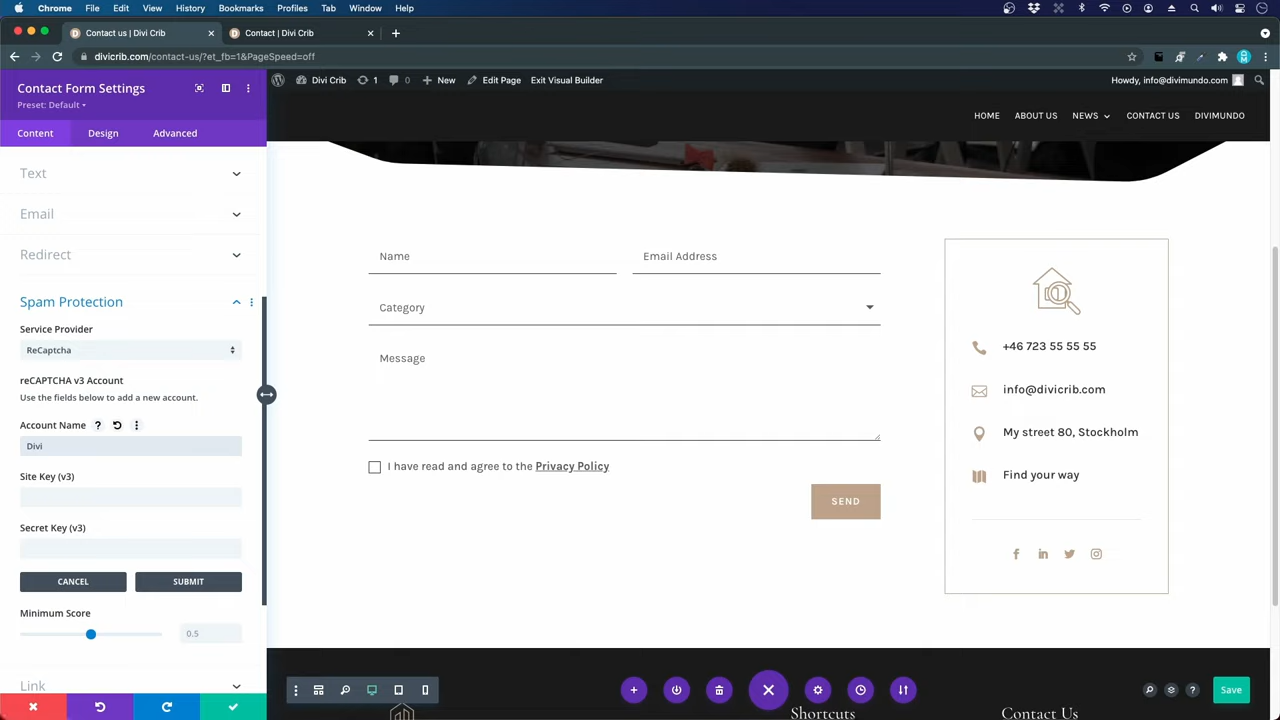 Chrome File Edit View History Bookmarks Profiles Tab Window Help
Contact us | Divi Crib
Contact | Divi Crib
divicrib.com/contact-us/?et_fb=1&PageSpeed=off
Contact Form Settings
Preset: Default
Content Design Advanced
Text
Email
Redirect
Spam Protection
Service Provider
ReCaptcha
reCAPTCHA v3 Account
Use the fields below to add a new account.
Account Name ?
Divi
Site Key (v3)
Secret Key (v3)
CANCEL SUBMIT
Minimum Score
0.5
Link
Divi Crib 1 0 New Edit Page Exit Visual Builder Howdy, info@divimundo.com
HOME ABOUT US NEWS CONTACT US DIVIMUNDO
Name Email Address
Category
Message
I have read and agree to the Privacy Policy
SEND
+46 723 55 55 55
info@divicrib.com
My street 80, Stockholm
Find your way
? Save
Shortcuts Contact Us